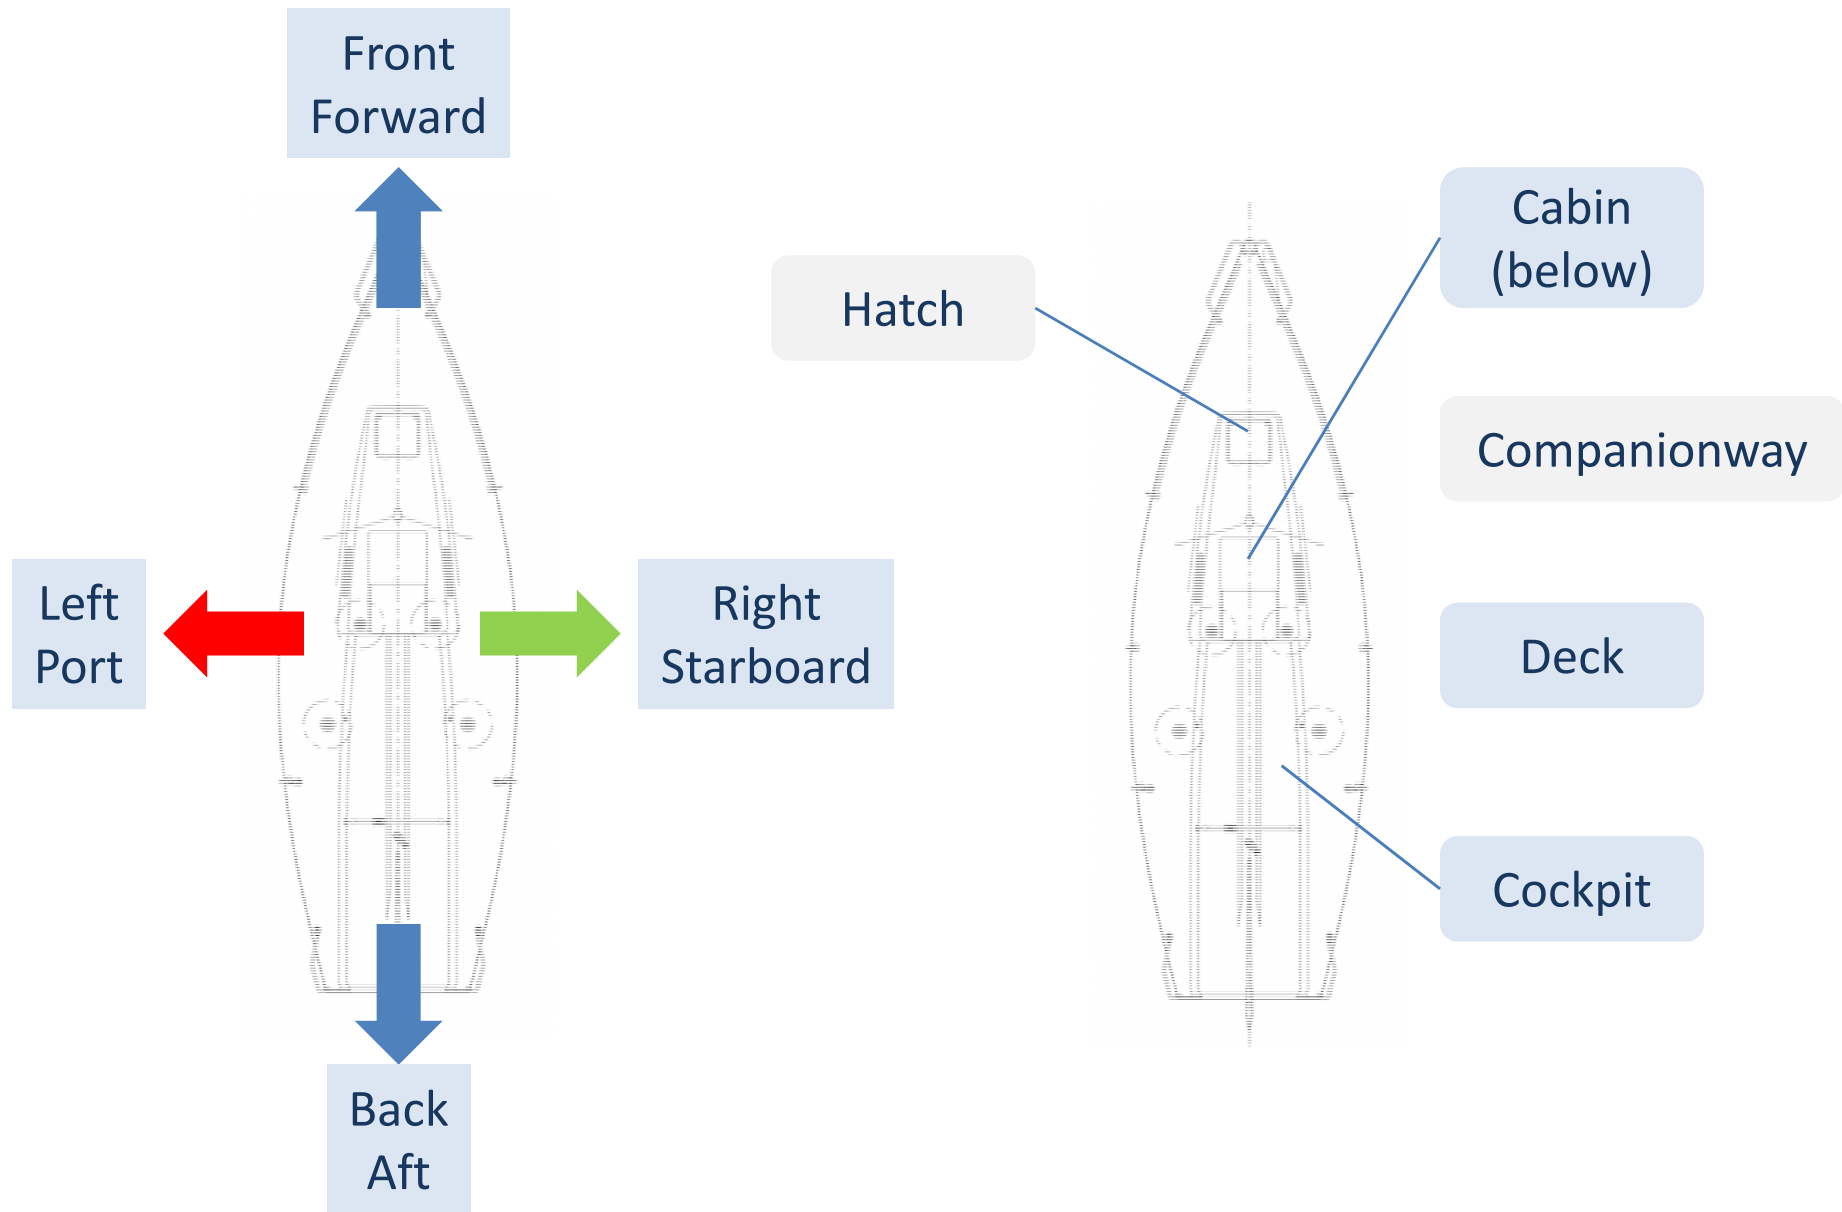 Front
Forward
Left
Port
Right
Starboard
Back
Aft
Hatch
Cabin
(below)
Companionway
Deck
Cockpit